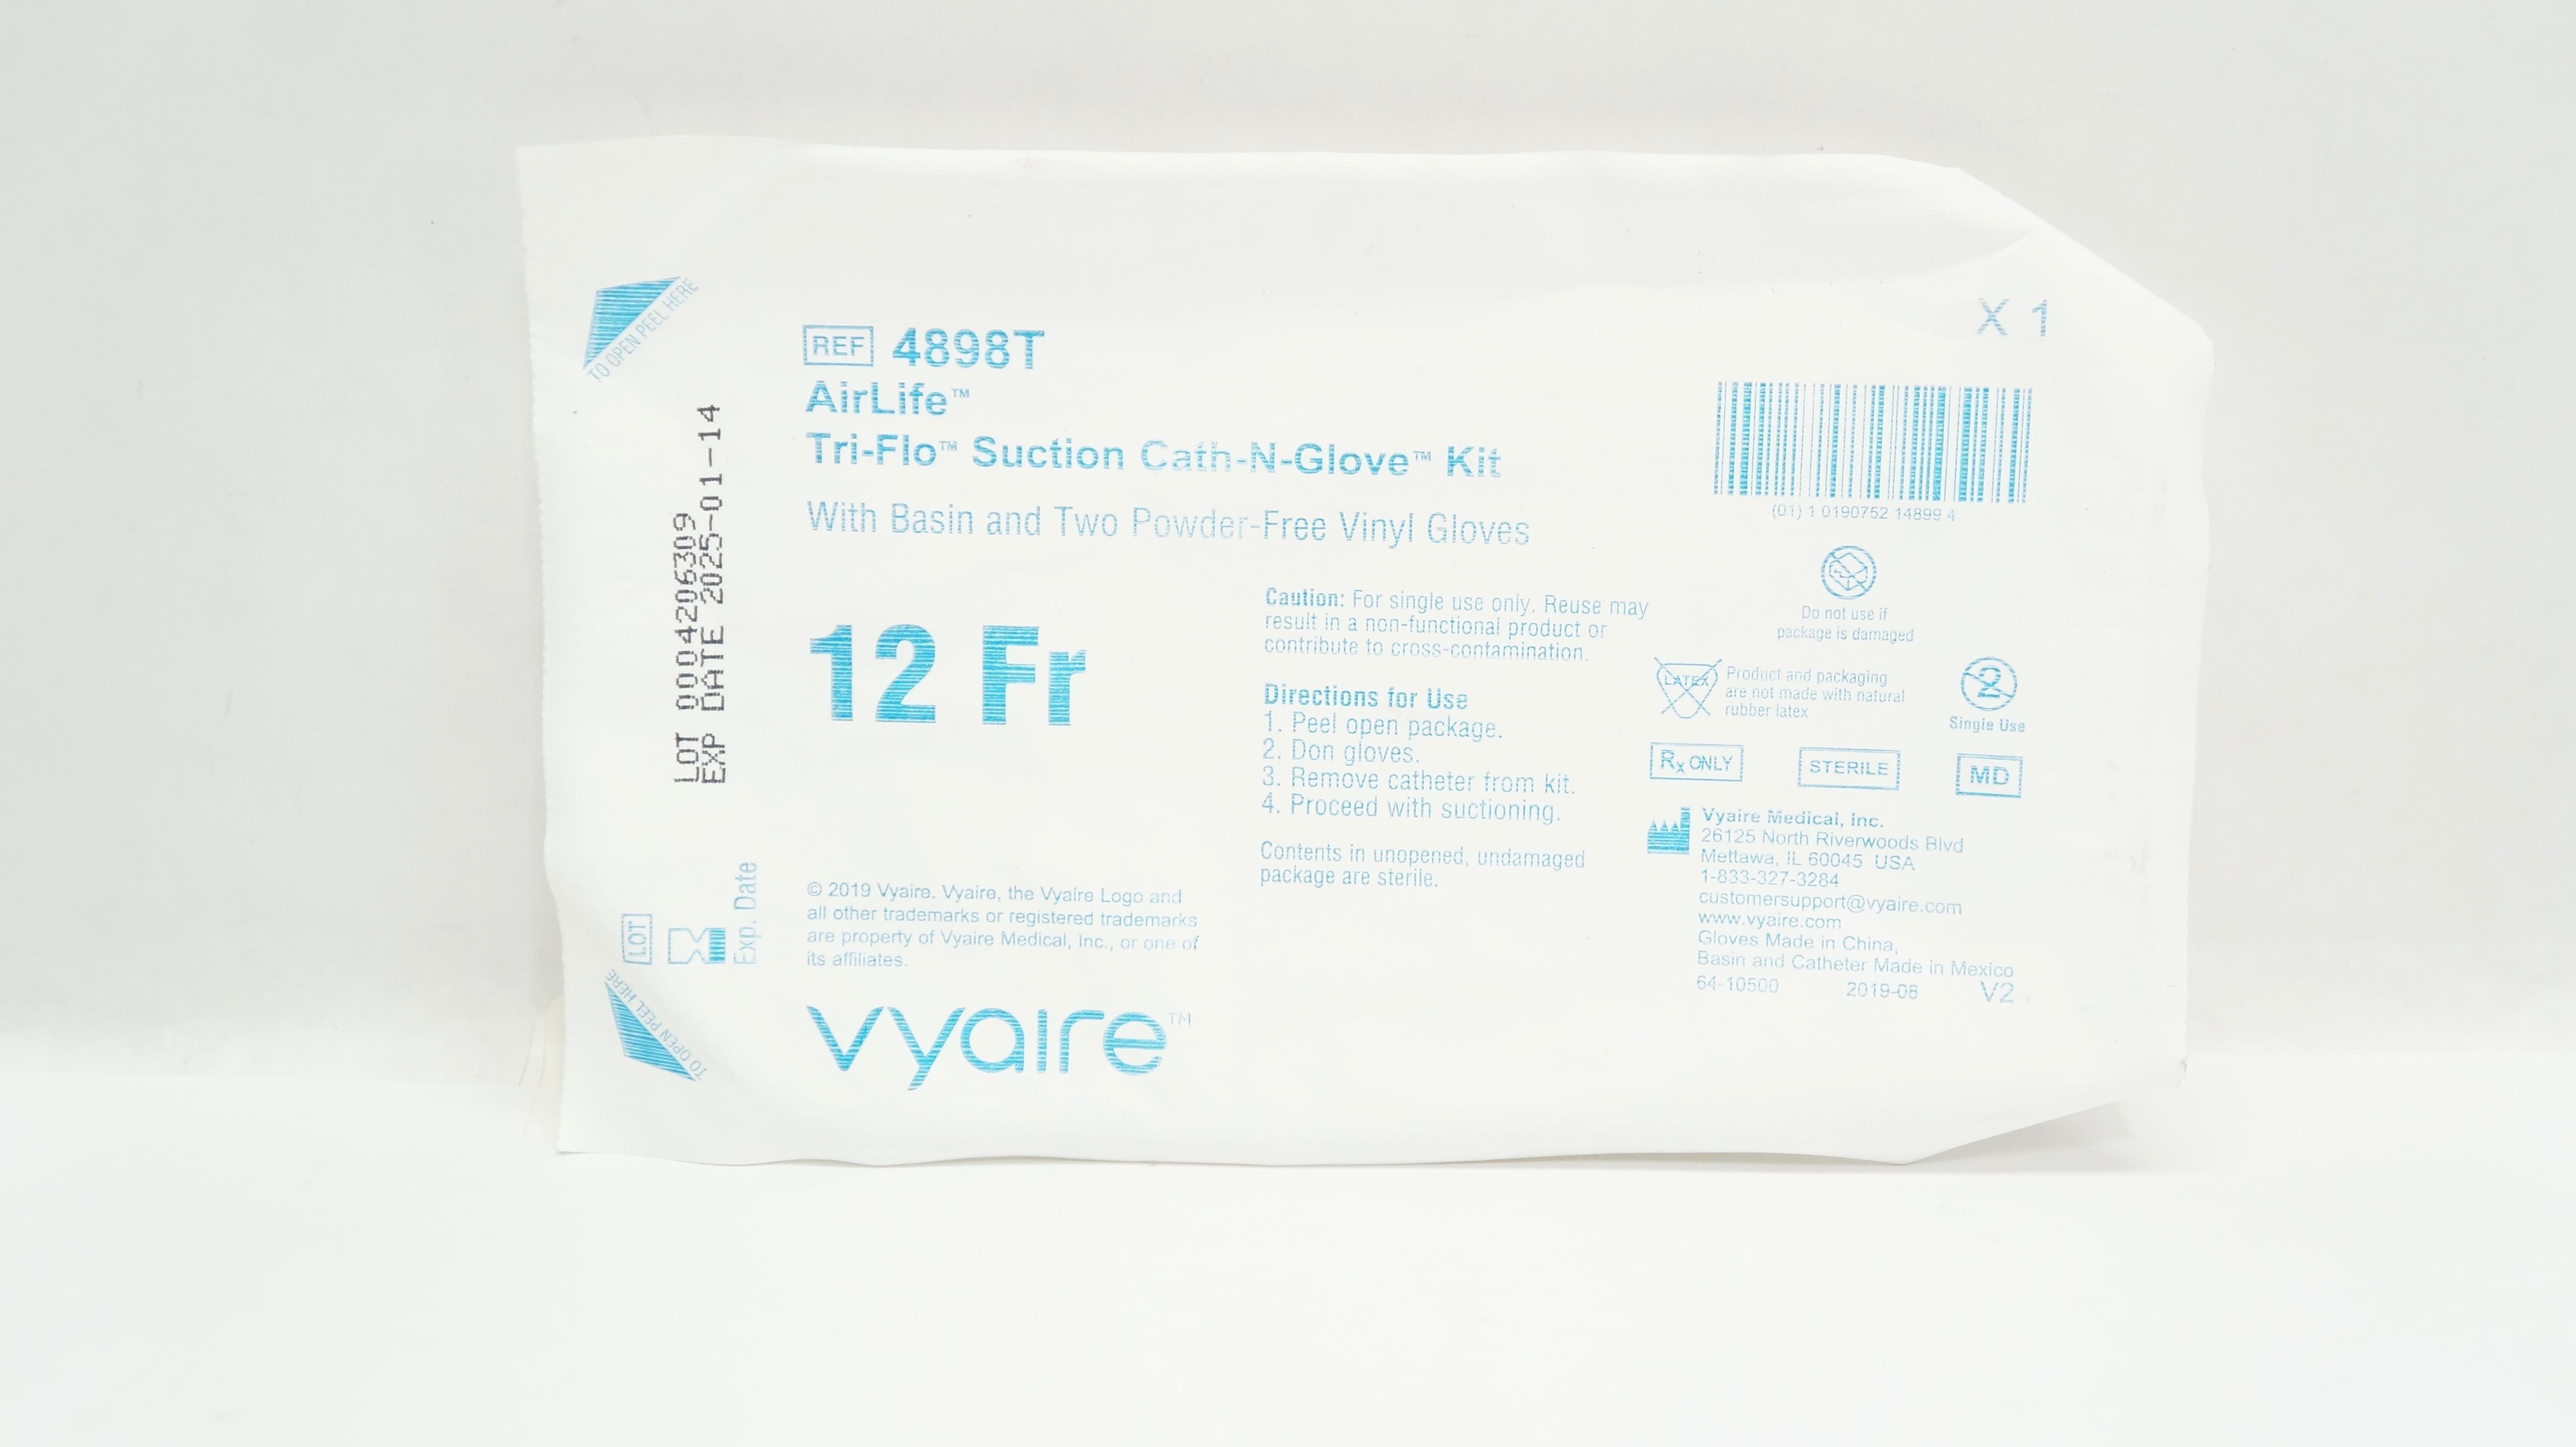 TO OPEN PEEL HERE
LOT 0004206309
EXP DATE 2025-01-14
REF 4898T
AirLife™
Tri-Flo™ Suction Cath-N-Glove™ Kit
With Basin and Two Powder-Free Vinyl Gloves
12 Fr
Caution: For single use only. Reuse may
result in a non-functional product or
contribute to cross-contamination.
Directions for Use
1. Peel open package.
2. Don gloves.
3. Remove catheter from kit.
4. Proceed with suctioning.
Contents in unopened, undamaged
package are sterile.
© 2019 Vyaire. Vyaire, the Vyaire Logo and
all other trademarks or registered trademarks
are property of Vyaire Medical, Inc., or one of
its affiliates.
vyaire™
LOT
Exp. Date
TO OPEN PEEL HERE
X 1
(01) 1 0190752 14899 4
Do not use if
package is damaged
LATEX
Product and packaging
are not made with natural
rubber latex
2
Single Use
Rx ONLY
STERILE
MD
Vyaire Medical, Inc.
26125 North Riverwoods Blvd
Mettawa, IL 60045 USA
1-833-327-3284
customersupport@vyaire.com
www.vyaire.com
Gloves Made in China,
Basin and Catheter Made in Mexico
64-10500 2019-08 V2